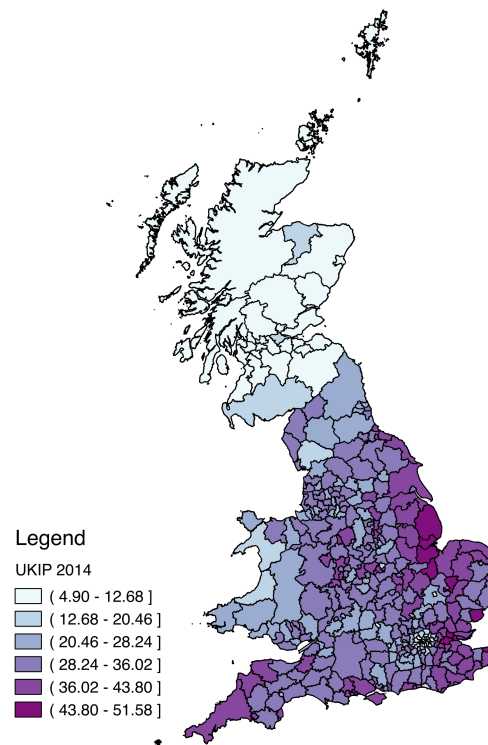 Legend
UKIP 2014
( 4.90 - 12.68 ]
( 12.68 - 20.46 ]
( 20.46 - 28.24 ]
( 28.24 - 36.02 ]
( 36.02 - 43.80 ]
( 43.80 - 51.58 ]